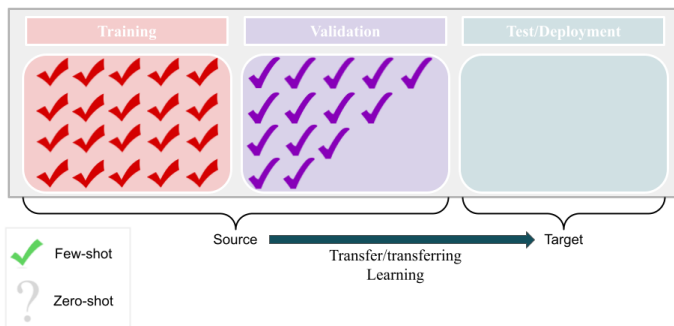 Training
Validation
Test/Deployment
Source
Target
Transfer/transferring
Learning
Few-shot
?
Zero-shot